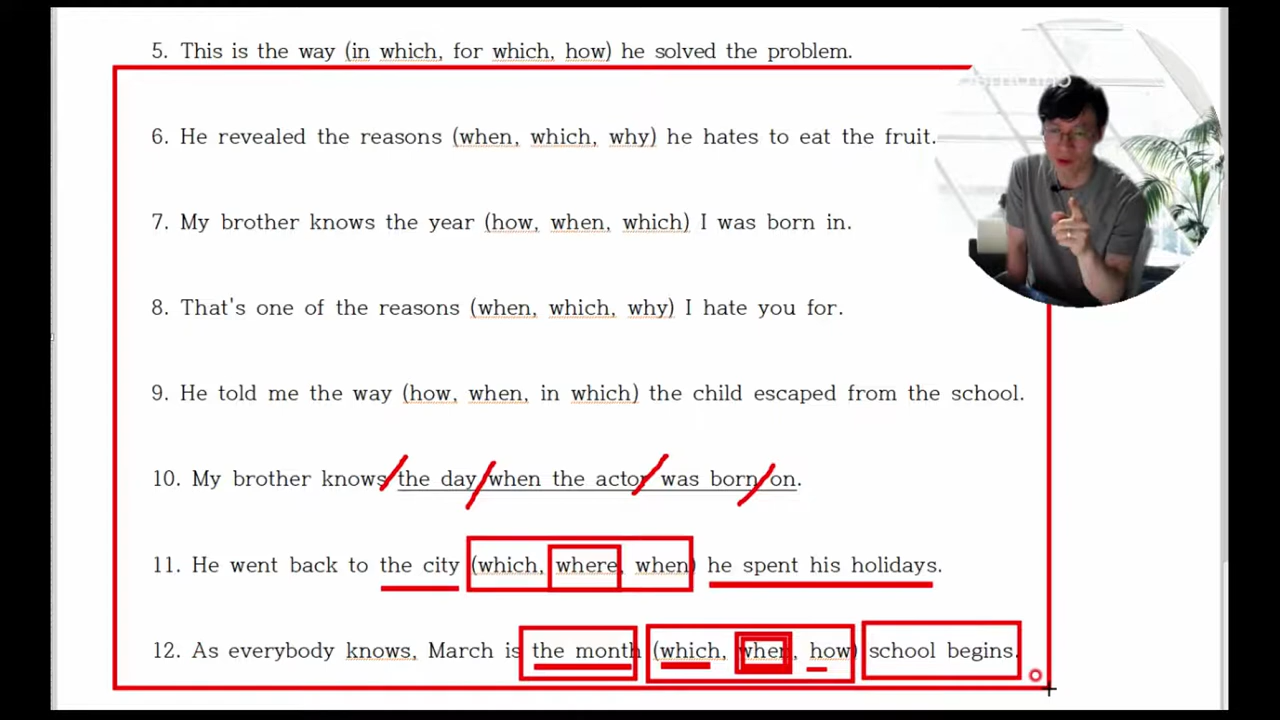 5. This is the way (in which, for which, how) he solved the problem.
6. He revealed the reasons (when, which, why) he hates to eat the fruit.
7. My brother knows the year (how, when, which) I was born in.
8. That's one of the reasons (when, which, why) I hate you for.
9. He told me the way (how, when, in which) the child escaped from the school.
10. My brother knows the day when the actor was born on.
11. He went back to the city (which, where, when) he spent his holidays.
12. As everybody knows, March is the month (which, when, how) school begins.